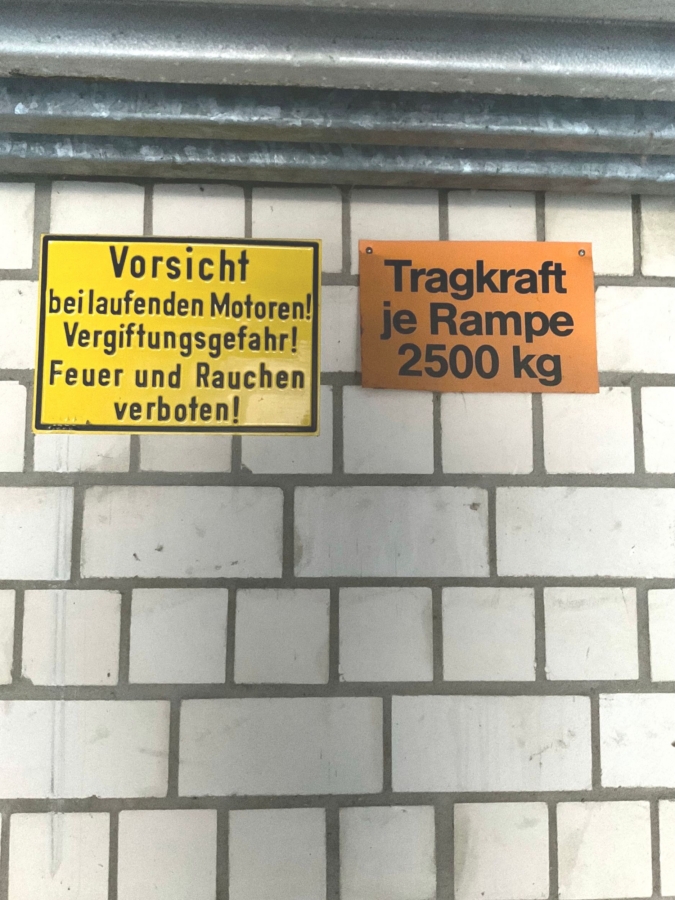 Vorsicht
bei laufenden Motoren!
Vergiftungsgefahr!
Feuer und Rauchen
verboten!
Tragkraft
je Rampe
2500 kg